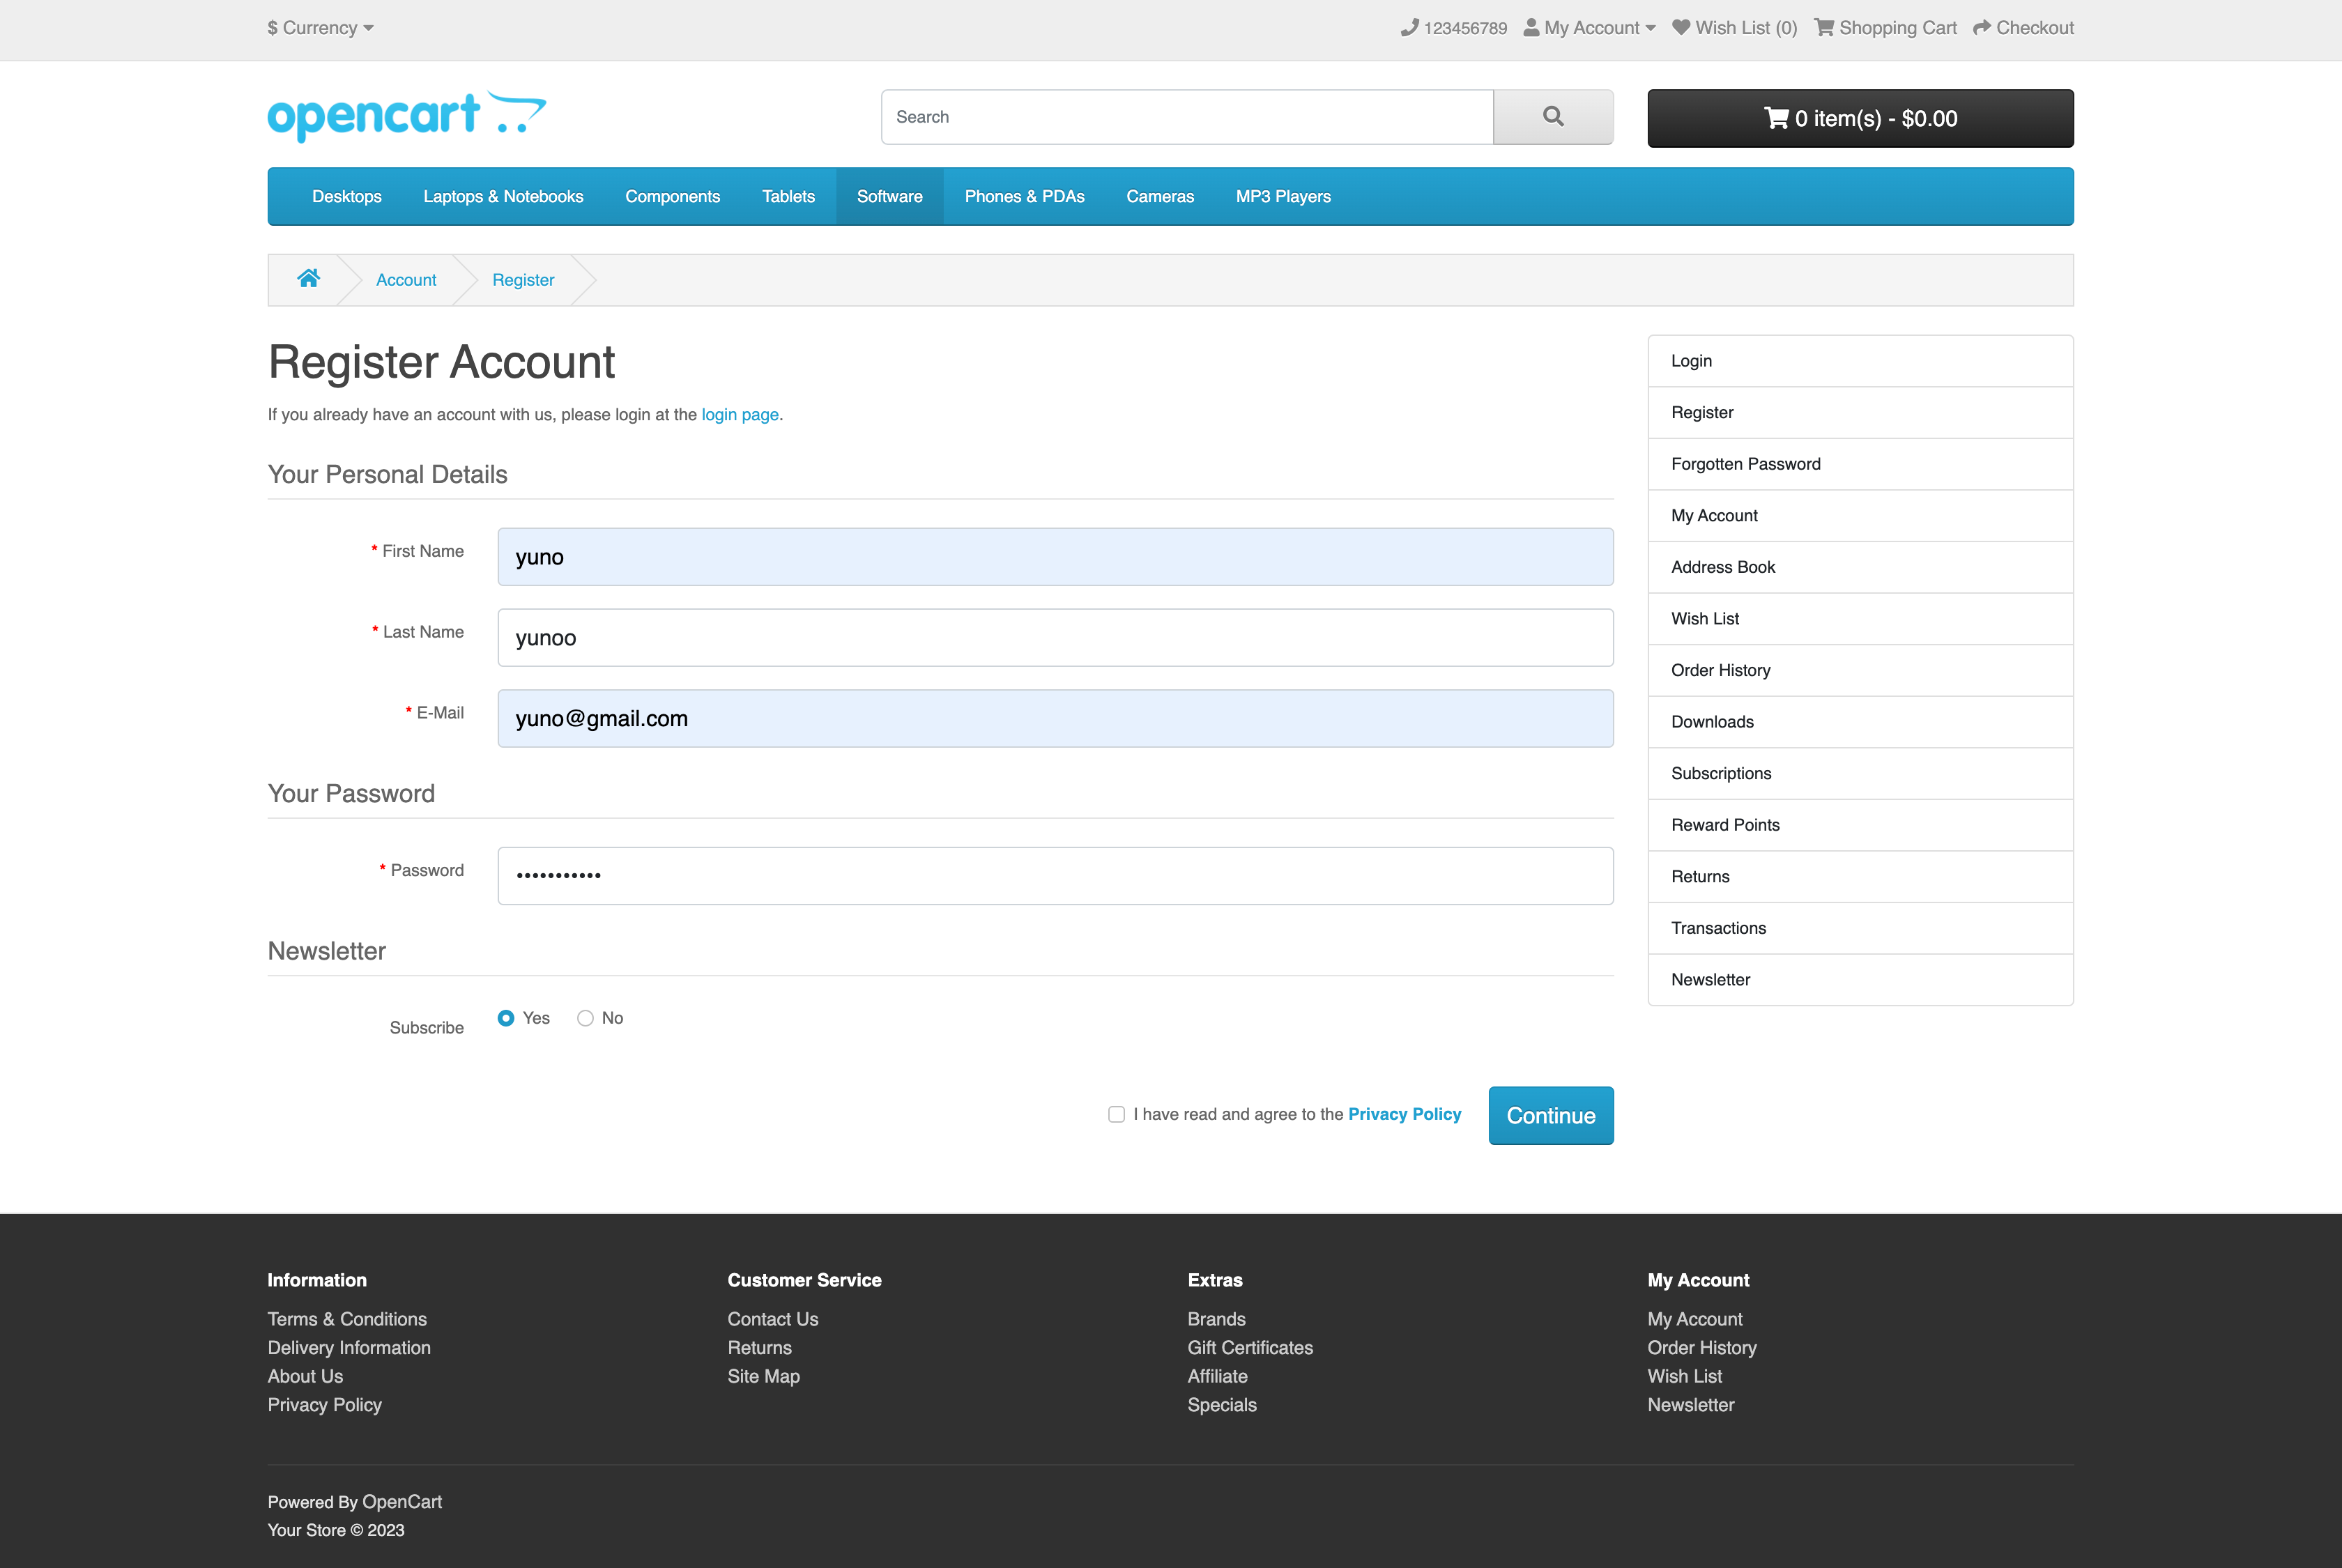 $ Currency
123456789 My Account Wish List (0) Shopping Cart Checkout
opencart
Search
0 item(s) - $0.00
Desktops Laptops & Notebooks Components Tablets Software Phones & PDAs Cameras MP3 Players
Account Register
Register Account
If you already have an account with us, please login at the login page.
Your Personal Details
* First Name yuno
* Last Name yunoo
* E-Mail yuno@gmail.com
Your Password
* Password •••••••••••
Newsletter
Subscribe Yes No
I have read and agree to the Privacy Policy Continue
Login
Register
Forgotten Password
My Account
Address Book
Wish List
Order History
Downloads
Subscriptions
Reward Points
Returns
Transactions
Newsletter
Information
Terms & Conditions
Delivery Information
About Us
Privacy Policy
Customer Service
Contact Us
Returns
Site Map
Extras
Brands
Gift Certificates
Affiliate
Specials
My Account
My Account
Order History
Wish List
Newsletter
Powered By OpenCart
Your Store © 2023